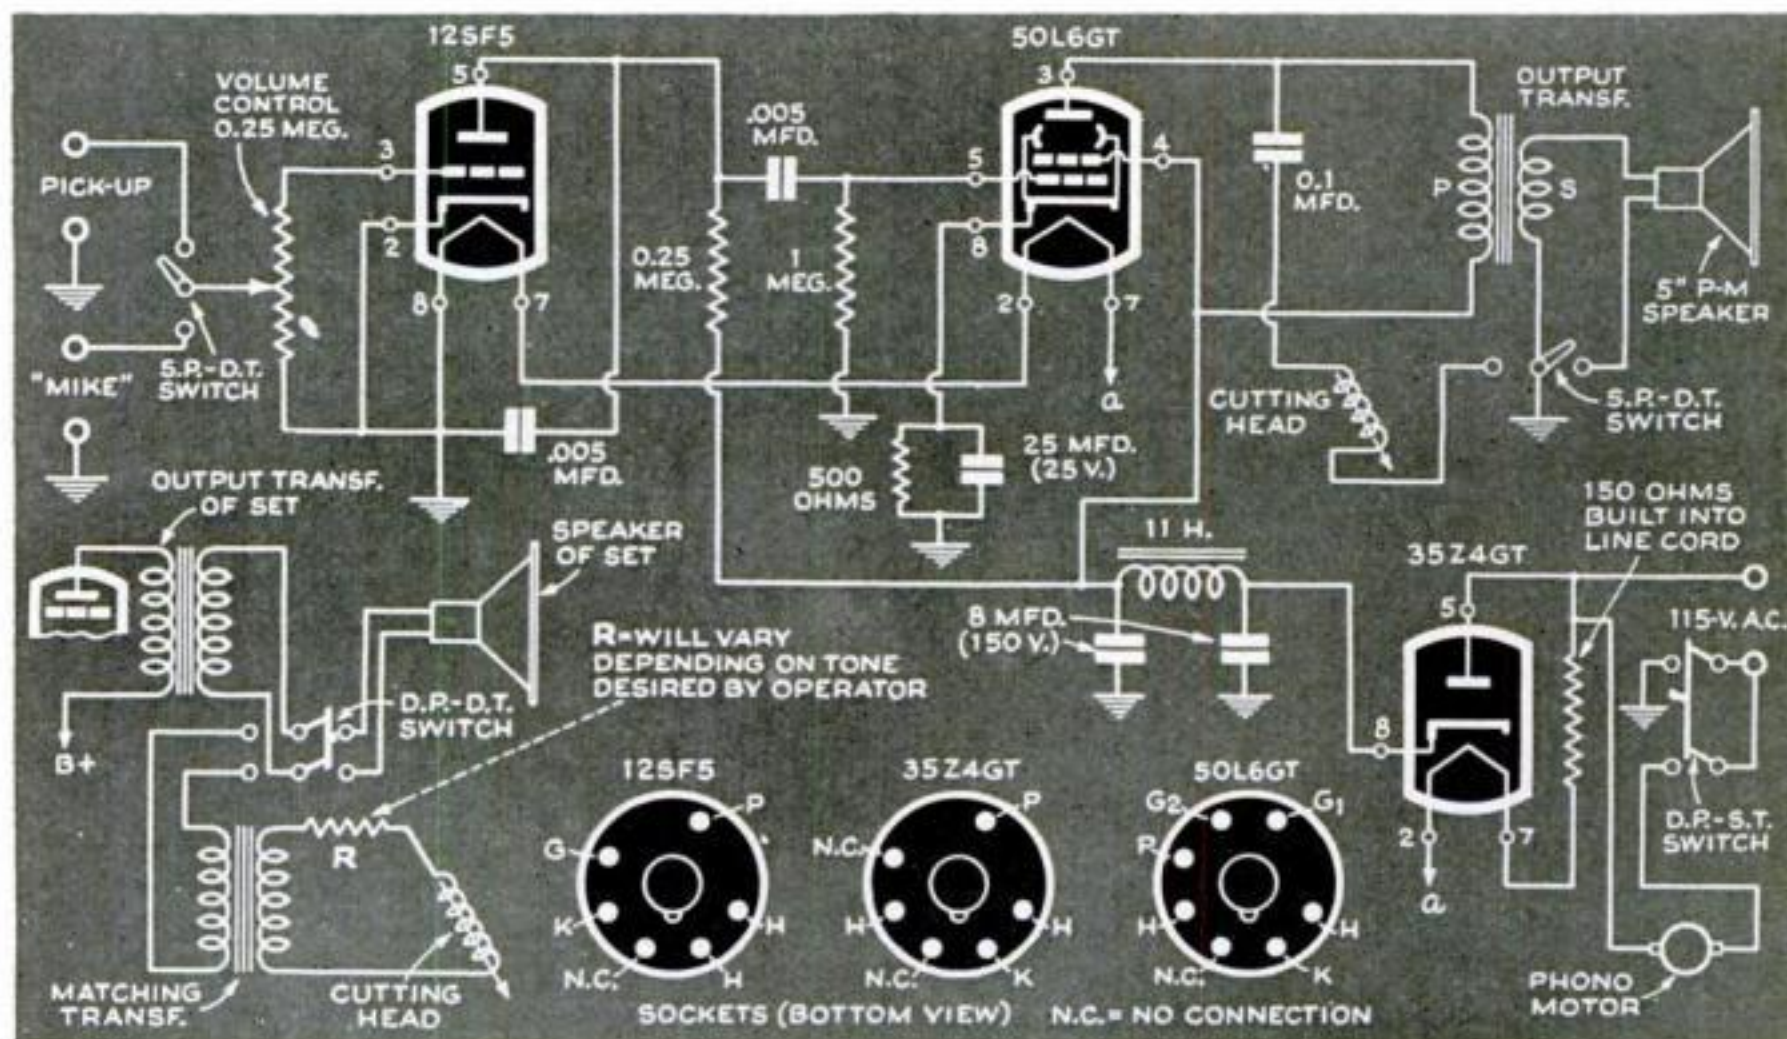 12SF5
50L6GT
VOLUME
CONTROL
0.25 MEG.
5
3
OUTPUT
TRANSF.
.005
MFD.
3
5
4
PICK-UP
0.1
MFD.
P
S
2
8
0.25
MEG.
1
MEG.
8
7
2
7
5" P-M
SPEAKER
"MIKE"
S.P.-D.T.
SWITCH
a
CUTTING
HEAD
S.P.-D.T.
SWITCH
.005
MFD.
500
OHMS
25 MFD.
(25 V.)
OUTPUT TRANSF.
OF SET
SPEAKER
OF SET
11 H.
150 OHMS
BUILT INTO
LINE CORD
35Z4GT
5
115-V. A.C.
8 MFD.
(150 V.)
R=WILL VARY
DEPENDING ON TONE
DESIRED BY OPERATOR
D.P.-D.T.
SWITCH
B+
8
12SF5
35Z4GT
50L6GT
P
G
K
N.C.
H
H
P
N.C.
H
N.C.
K
H
G2
G1
P
H
N.C.
K
H
2
7
a
D.P.-S.T.
SWITCH
R
MATCHING
TRANSF.
CUTTING
HEAD
PHONO
MOTOR
SOCKETS (BOTTOM VIEW) N.C.= NO CONNECTION